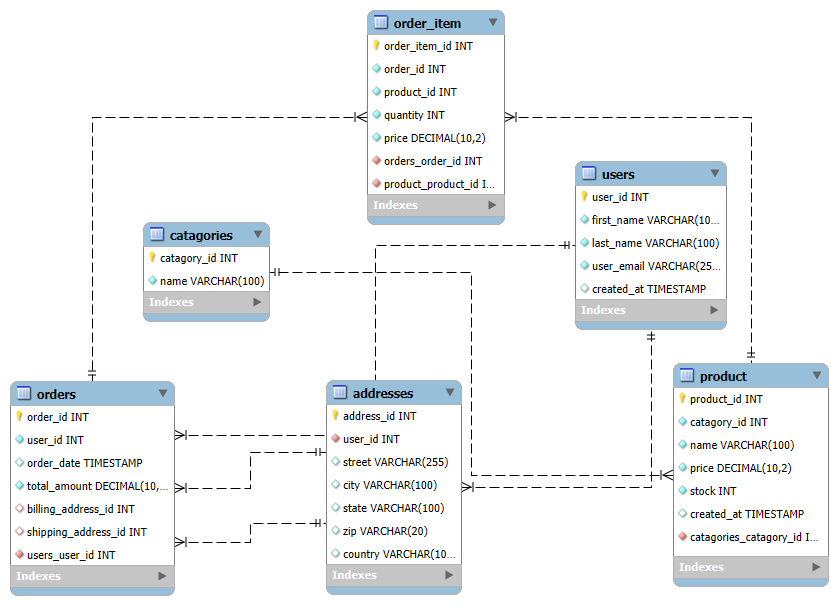 order_item
order_item_id INT
order_id INT
product_id INT
quantity INT
price DECIMAL(10,2)
orders_order_id INT
product_product_id I...
Indexes
users
user_id INT
first_name VARCHAR(10...
last_name VARCHAR(100)
user_email VARCHAR(25...
created_at TIMESTAMP
Indexes
catagories
catagory_id INT
name VARCHAR(100)
Indexes
orders
order_id INT
user_id INT
order_date TIMESTAMP
total_amount DECIMAL(10,...
billing_address_id INT
shipping_address_id INT
users_user_id INT
Indexes
addresses
address_id INT
user_id INT
street VARCHAR(255)
city VARCHAR(100)
state VARCHAR(100)
zip VARCHAR(20)
country VARCHAR(10...
Indexes
product
product_id INT
catagory_id INT
name VARCHAR(100)
price DECIMAL(10,2)
stock INT
created_at TIMESTAMP
catagories_catagory_id I...
Indexes